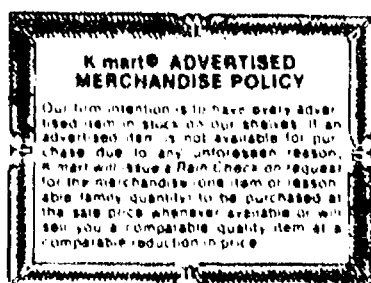 K mart® ADVERTISED
MERCHANDISE POLICY
Our firm intention is to have every adver-
tised item in stock on our shelves. If an
advertised item is not available for pur-
chase due to any unforeseen reason,
K mart will issue a Rain Check on request
for the merchandise (one item or reason-
able family quantity) to be purchased at
the sale price whenever available or will
sell you a comparable quality item at a
comparable reduction in price